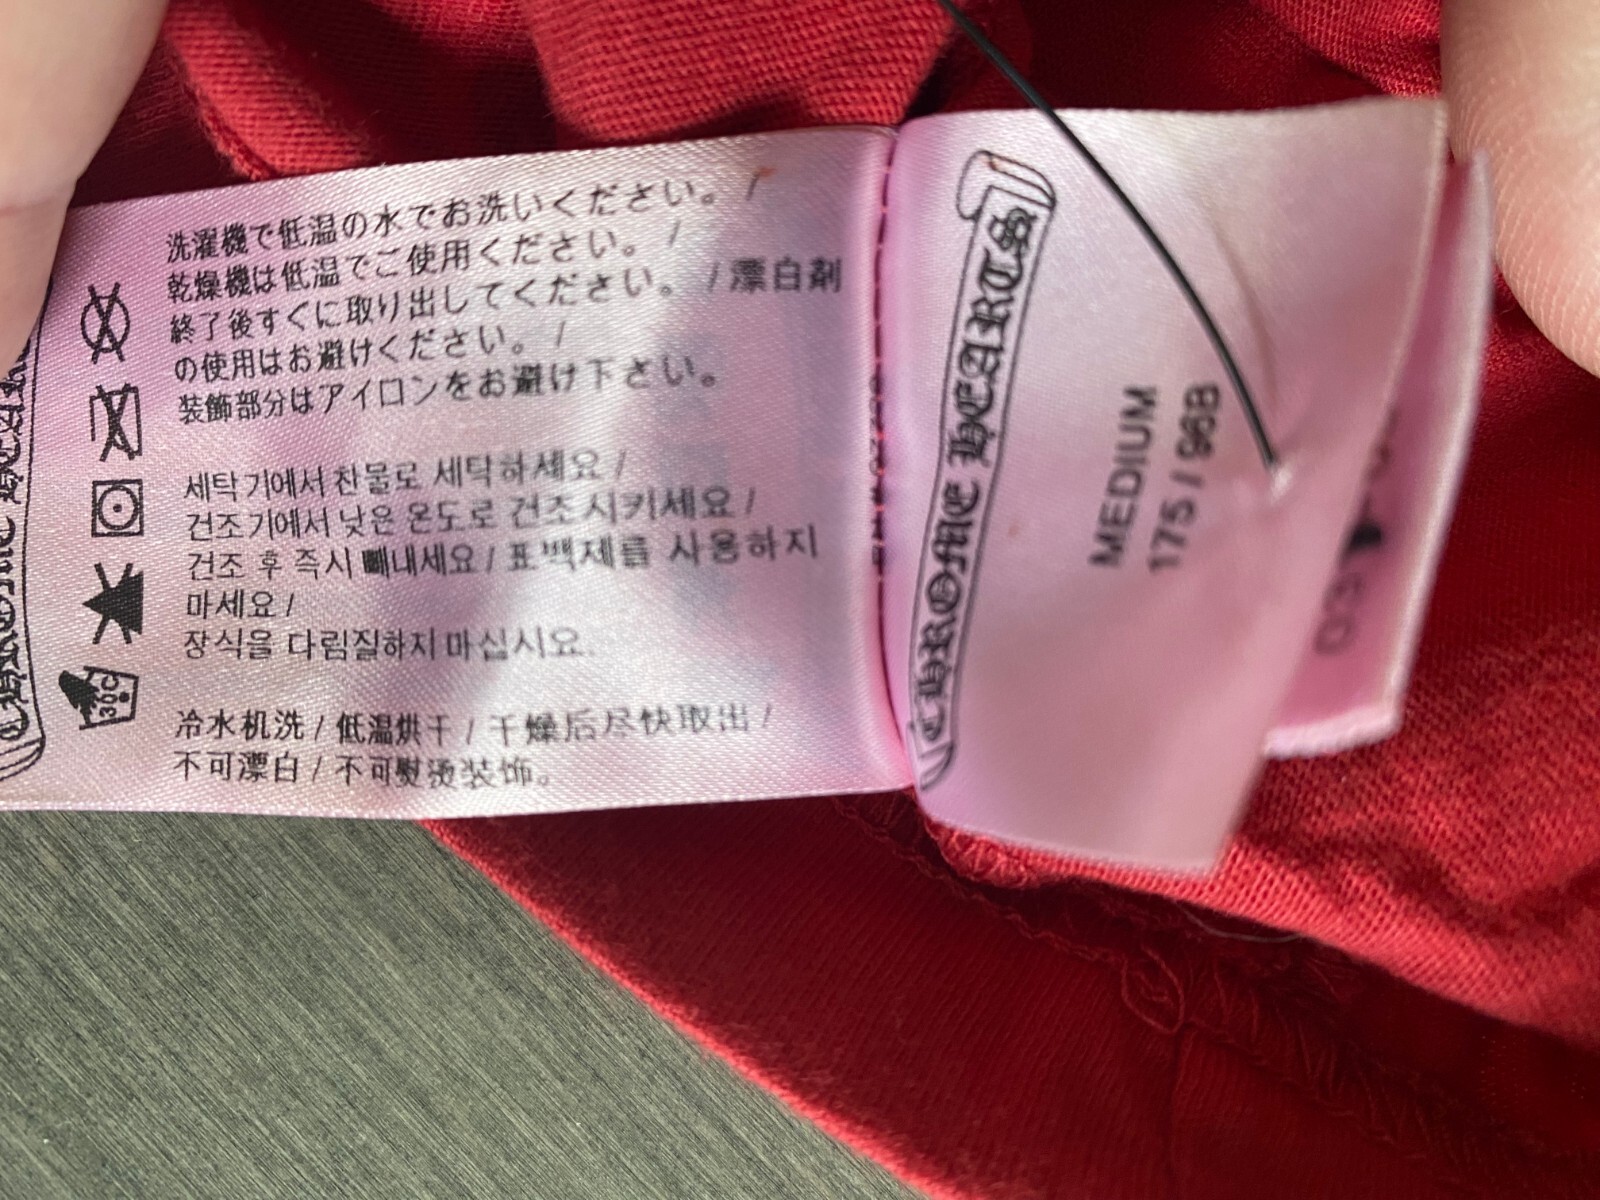 洗濯機で低温の水でお洗いください。 /
乾燥機は低温でご使用ください。 /
終了後すぐに取り出してください。 / 漂白剤
の使用はお避けください。 /
装飾部分はアイロンをお避け下さい。
세탁기에서 찬물로 세탁하세요 /
건조기에서 낮은 온도로 건조 시키세요 /
건조 후 즉시 빼내세요 / 표백제를 사용하지
마세요 /
장식을 다림질하지 마십시요.
冷水机洗 / 低温烘干 / 干燥后尽快取出 /
不可漂白 / 不可熨烫装饰。
30C
CHROME HEARTS
CHROME HEARTS
MEDIUM
175 / 96B